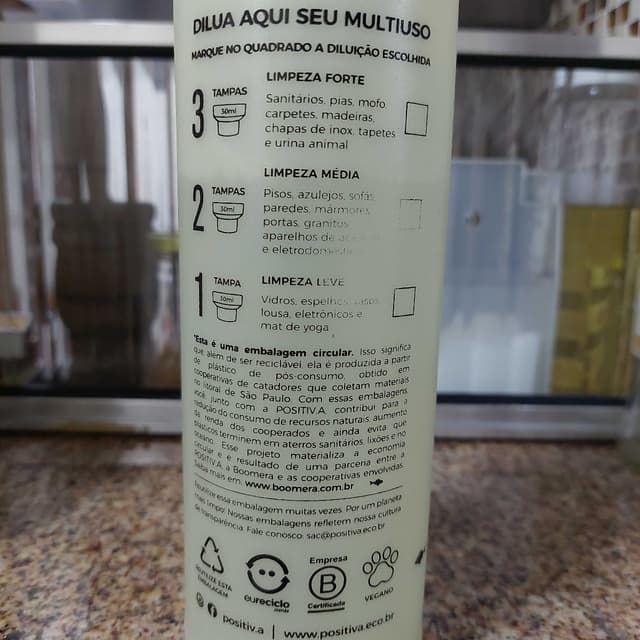 DILUA AQUI SEU MULTIUSO
MARQUE NO QUADRADO A DILUIÇÃO ESCOLHIDA
3 TAMPAS
30ml
LIMPEZA FORTE
Sanitários, pias, mofo,
carpetes, madeiras,
chapas de inox, tapetes
e urina animal
2 TAMPAS
30ml
LIMPEZA MÉDIA
Pisos, azulejos, sofás,
paredes, mármores,
portas, granitos,
aparelhos de
e eletrodomésticos
1 TAMPA
30ml
LIMPEZA LEVE
Vidros, espelhos, vasos,
lousa, eletrônicos e
mat de yoga
*Esta é uma embalagem circular. Isso significa
que, além de ser reciclável, ela é produzida a partir
de plástico de pós-consumo, obtido em
cooperativas de catadores que coletam materiais
no litoral de São Paulo. Com essas embalagens,
você, junto com a POSITIV.A, contribui para a
redução do consumo de recursos naturais, aumento
da renda dos cooperados e ainda evita que
plásticos terminem em aterros sanitários, lixões e no
oceano. Esse projeto materializa a economia
circular e é resultado de uma parceria entre a
POSITIV.A, a Boomera e as cooperativas envolvidas.
Saiba mais em: www.boomera.com.br
Reutilize essa embalagem muitas vezes. Por um planeta
mais limpo! Nossas embalagens refletem nossa cultura
de transparência. Fale conosco: sac@positiva.eco.br
REUTILIZE ESTA
EMBALAGEM
eureciclo
Empresa
B
Certificada
VEGANO
positiv.a | www.positiva.eco.br